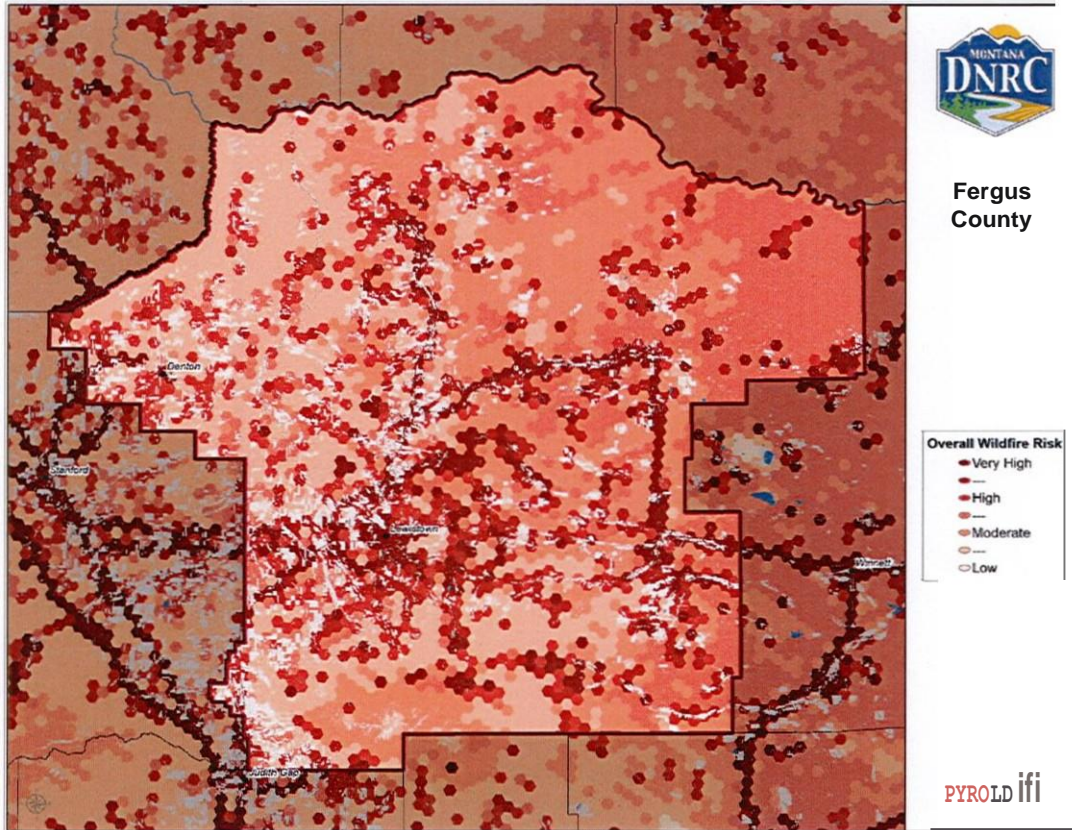 MONTANA
DNRC
Fergus
County
Denton
Stanford
Lewistown
Winnett
Judith Gap
Overall Wildfire Risk
Very High
---
High
---
Moderate
---
Low
PYROLD ifi